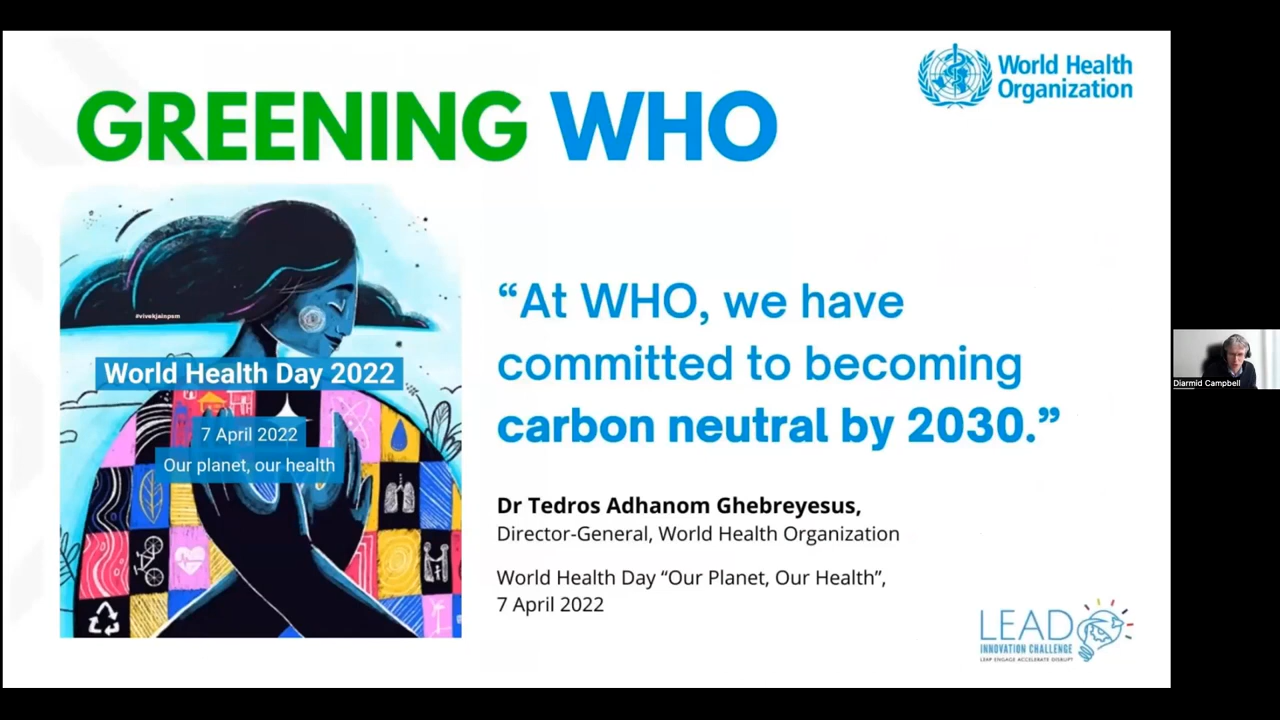 World Health
Organization
GREENING WHO
#vivekjainpsm
World Health Day 2022
7 April 2022
Our planet, our health
“At WHO, we have
committed to becoming
carbon neutral by 2030.”
Dr Tedros Adhanom Ghebreyesus,
Director-General, World Health Organization
World Health Day “Our Planet, Our Health”,
7 April 2022
LEAD
INNOVATION CHALLENGE
LEAP ENGAGE ACCELERATE DISRUPT
Diarmid Campbell